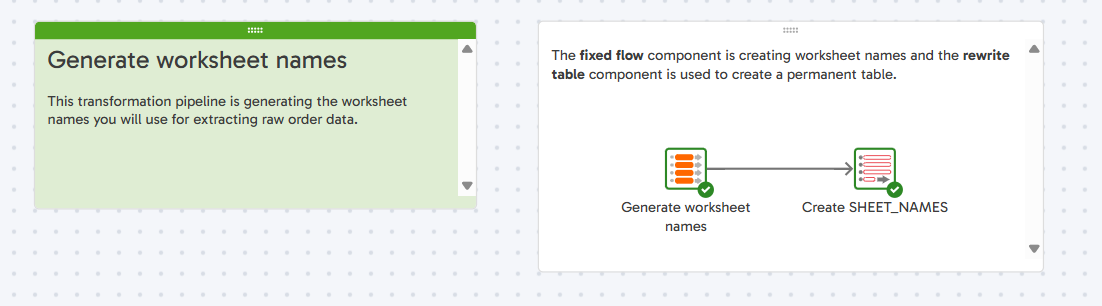 Generate worksheet names
This transformation pipeline is generating the worksheet
names you will use for extracting raw order data.
The fixed flow component is creating worksheet names and the rewrite
table component is used to create a permanent table.
Generate worksheet
names
Create SHEET_NAMES